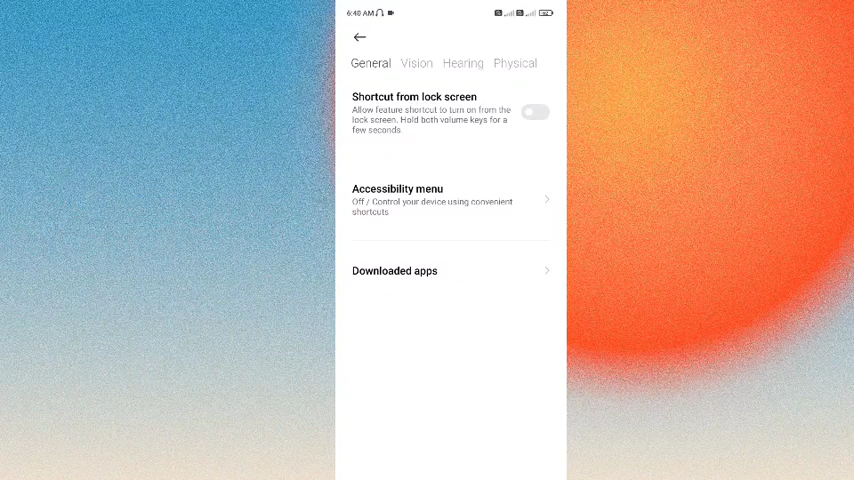 6:40 AM
General Vision Hearing Physical
Shortcut from lock screen
Allow feature shortcut to turn on from the
lock screen. Hold both volume keys for a
few seconds.
Accessibility menu
Off / Control your device using convenient
shortcuts
Downloaded apps